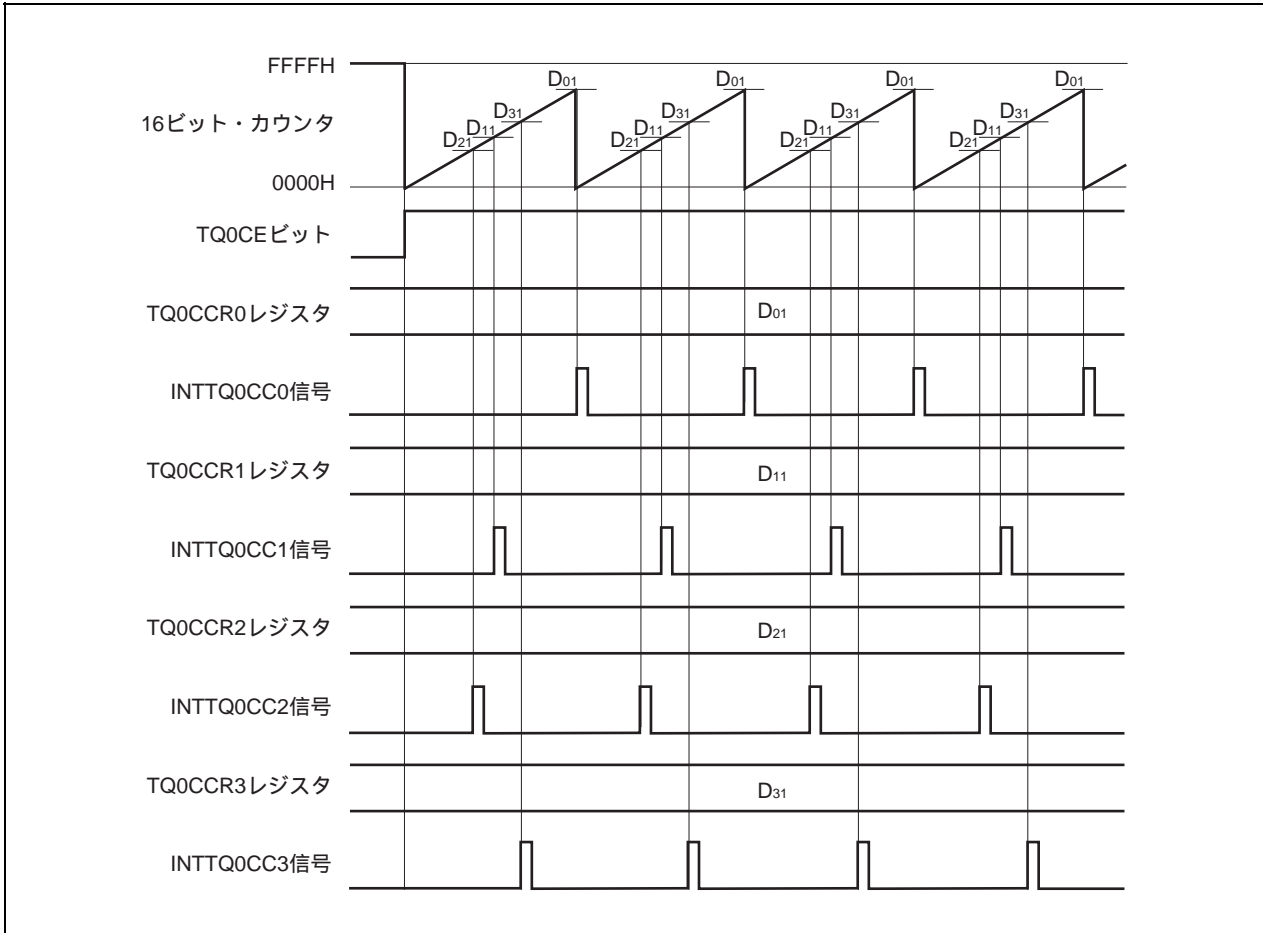 FFFFH
D01 D01 D01 D01
16ビット・カウンタ
D31 D31 D31 D31
D11 D11 D11 D11
D21 D21 D21 D21
0000H
TQ0CEビット
TQ0CCR0レジスタ
D01
INTTQ0CC0信号
TQ0CCR1レジスタ
D11
INTTQ0CC1信号
TQ0CCR2レジスタ
D21
INTTQ0CC2信号
TQ0CCR3レジスタ
D31
INTTQ0CC3信号